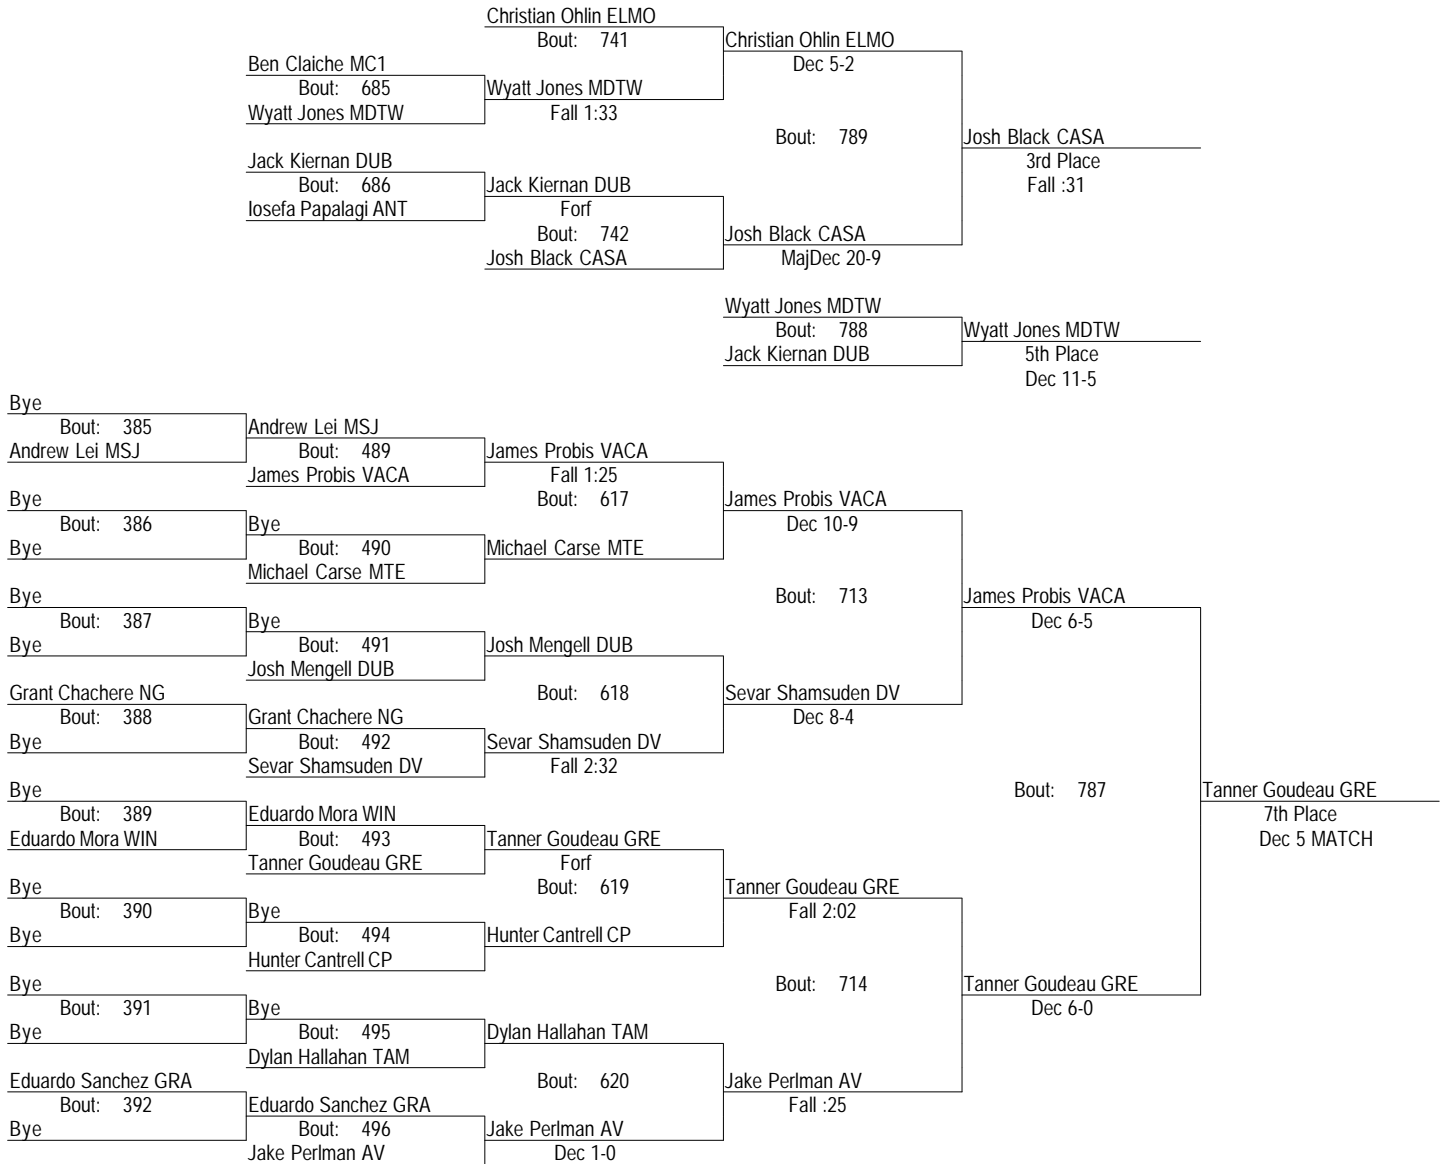 Christian Ohlin ELMO
Bout: 741
Christian Ohlin ELMO
Dec 5-2
Ben Claiche MC1
Bout: 685
Wyatt Jones MDTW
Wyatt Jones MDTW
Fall 1:33
Bout: 789
Josh Black CASA
3rd Place
Fall :31
Jack Kiernan DUB
Bout: 686
Iosefa Papalagi ANT
Jack Kiernan DUB
Forf
Bout: 742
Josh Black CASA
Josh Black CASA
MajDec 20-9
Wyatt Jones MDTW
Bout: 788
Jack Kiernan DUB
Wyatt Jones MDTW
5th Place
Dec 11-5
Bye
Bout: 385
Andrew Lei MSJ
Andrew Lei MSJ
Bout: 489
James Probis VACA
James Probis VACA
Fall 1:25
Bout: 617
James Probis VACA
Dec 10-9
Bye
Bout: 386
Bye
Bye
Bout: 490
Michael Carse MTE
Michael Carse MTE
Bout: 713
James Probis VACA
Dec 6-5
Bye
Bout: 387
Bye
Bye
Bout: 491
Josh Mengell DUB
Josh Mengell DUB
Bout: 618
Sevar Shamsuden DV
Dec 8-4
Grant Chachere NG
Bout: 388
Bye
Grant Chachere NG
Bout: 492
Sevar Shamsuden DV
Sevar Shamsuden DV
Fall 2:32
Bout: 787
Tanner Goudeau GRE
7th Place
Dec 5 MATCH
Bye
Bout: 389
Eduardo Mora WIN
Eduardo Mora WIN
Bout: 493
Tanner Goudeau GRE
Tanner Goudeau GRE
Forf
Bout: 619
Tanner Goudeau GRE
Fall 2:02
Bye
Bout: 390
Bye
Bye
Bout: 494
Hunter Cantrell CP
Hunter Cantrell CP
Bout: 714
Tanner Goudeau GRE
Dec 6-0
Bye
Bout: 391
Bye
Bye
Bout: 495
Dylan Hallahan TAM
Dylan Hallahan TAM
Bout: 620
Jake Perlman AV
Fall :25
Eduardo Sanchez GRA
Bout: 392
Bye
Eduardo Sanchez GRA
Bout: 496
Jake Perlman AV
Jake Perlman AV
Dec 1-0